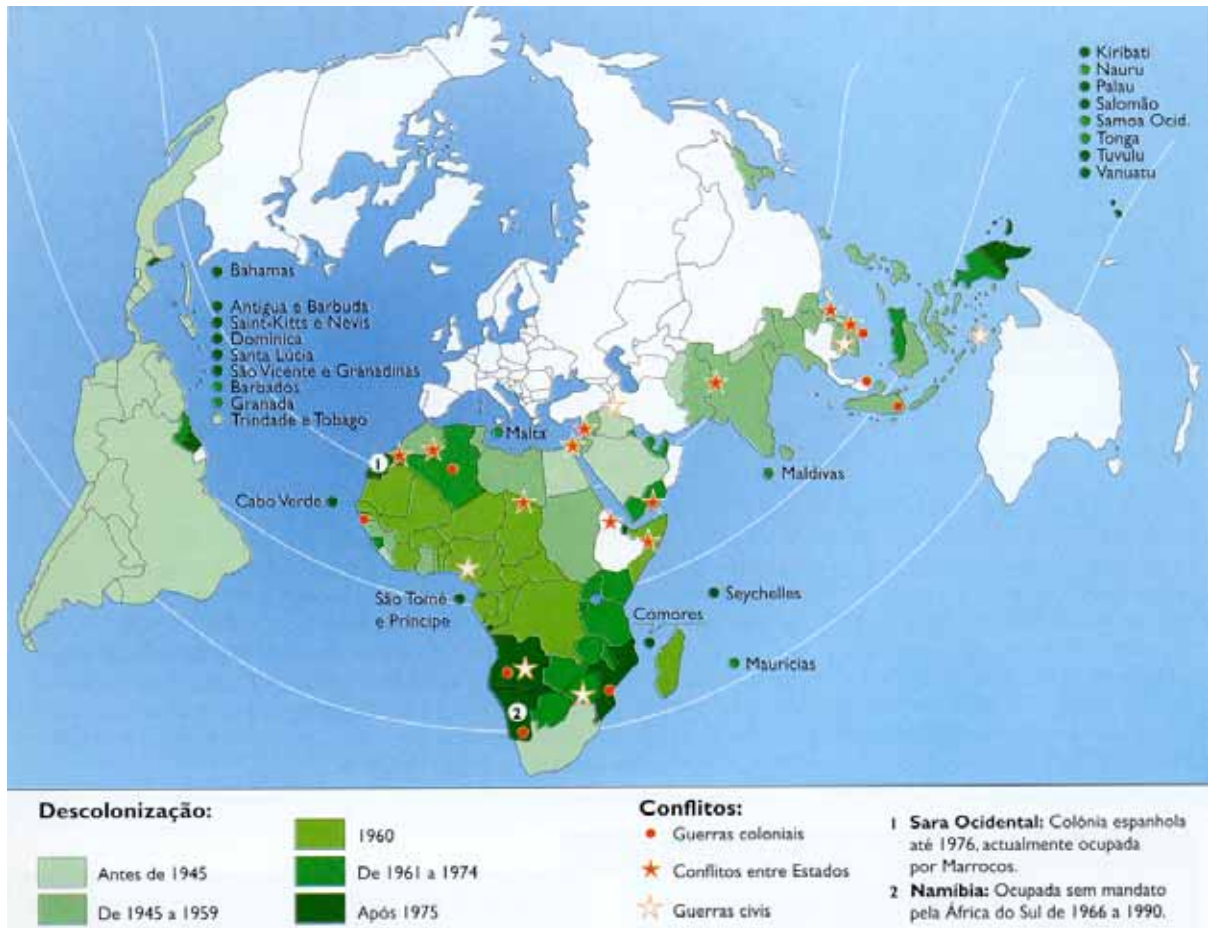 Kiribati
Nauru
Palau
Salomão
Samoa Ocid.
Tonga
Tuvulu
Vanuatu
Bahamas
Antigua e Barbuda
Saint-Kitts e Nevis
Dominica
Santa Lúcia
São Vicente e Granadinas
Barbados
Granada
Trindade e Tobago
Malta
1
Maldivas
Cabo Verde
São Tomé
e Príncipe
Seychelles
Comores
Maurícias
2
Descolonização:
Antes de 1945
De 1945 a 1959
1960
De 1961 a 1974
Após 1975
Conflitos:
Guerras coloniais
Conflitos entre Estados
Guerras civis
1 Sara Ocidental: Colónia espanhola
até 1976, actualmente ocupada
por Marrocos.
2 Namíbia: Ocupada sem mandato
pela África do Sul de 1966 a 1990.